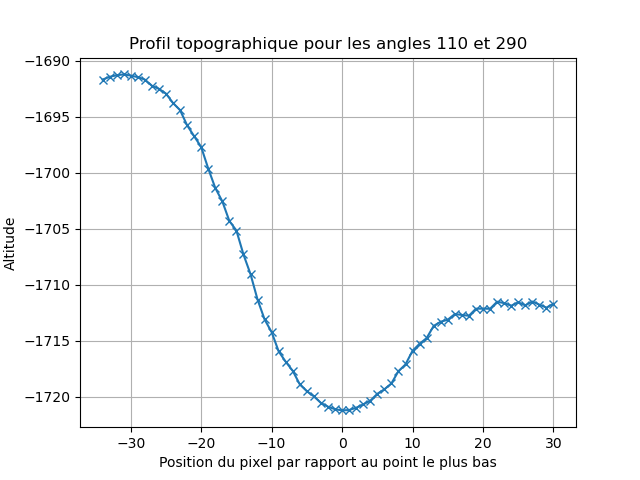 Profil topographique pour les angles 110 et 290
−1690
−1695
−1700
−1705
−1710
−1715
−1720
Altitude
−30 −20 −10 0 10 20 30
Position du pixel par rapport au point le plus bas